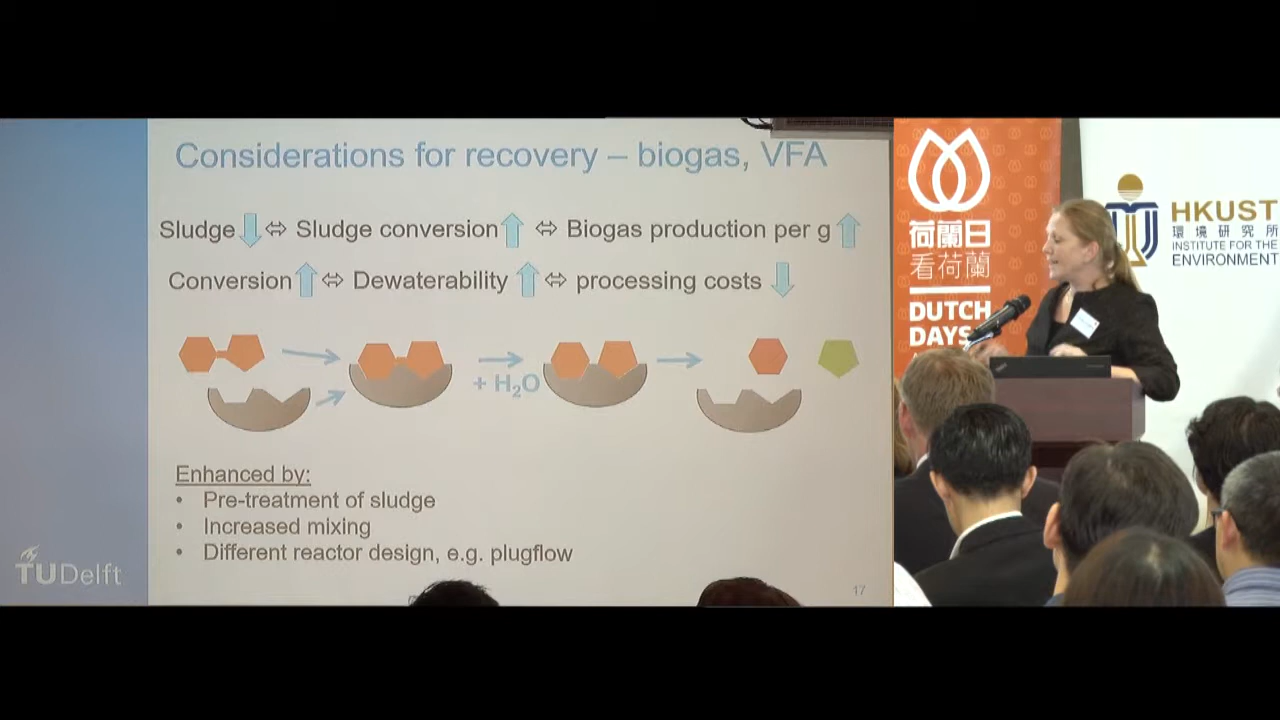 Considerations for recovery – biogas, VFA
Sludge ⬄ Sludge conversion ⬄ Biogas production per g
Conversion ⬄ Dewaterability ⬄ processing costs
+ H₂O
Enhanced by:
• Pre-treatment of sludge
• Increased mixing
• Different reactor design, e.g. plugflow
TUDelft
17
荷蘭日
看荷蘭
DUTCH
DAYS
HKUST
環境研究所
INSTITUTE FOR THE
ENVIRONMENT